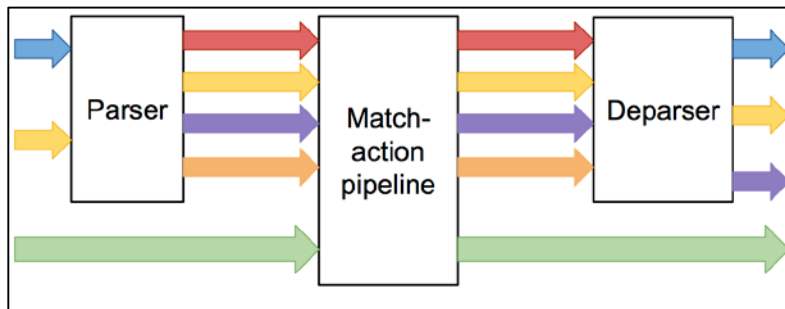 Parser
Match-
action
pipeline
Deparser